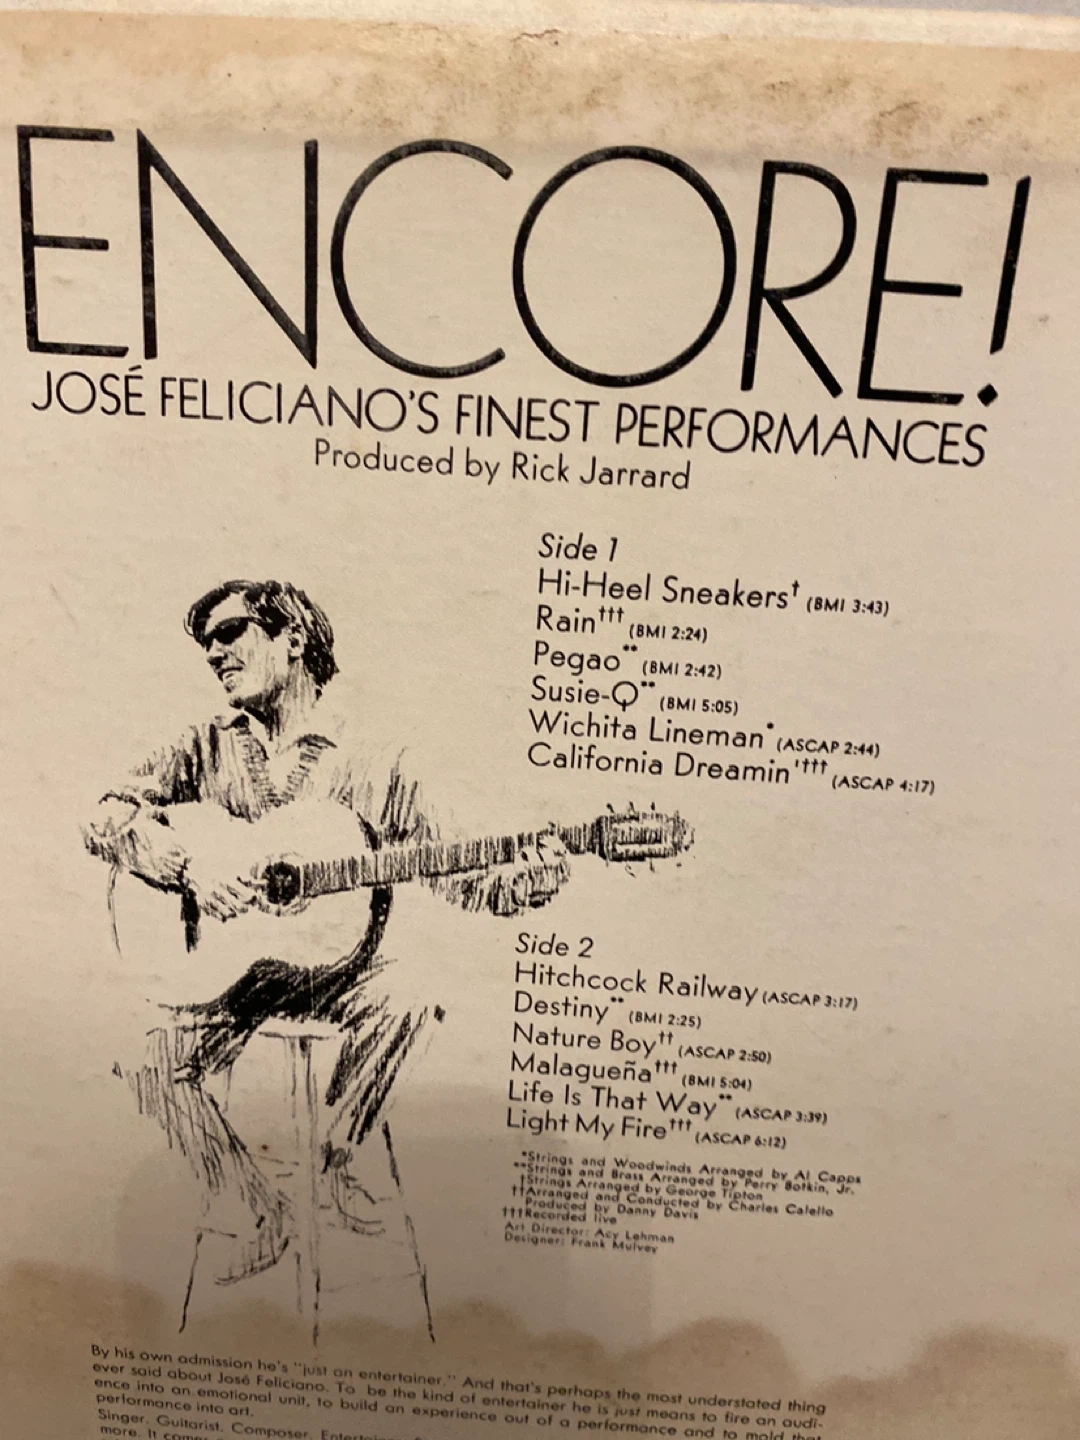 ENCORE!
JOSÉ FELICIANO'S FINEST PERFORMANCES
Produced by Rick Jarrard
Side 1
Hi-Heel Sneakers† (BMI 3:43)
Rain††† (BMI 2:24)
Pegao** (BMI 2:42)
Susie-Q** (BMI 5:05)
Wichita Lineman* (ASCAP 2:44)
California Dreamin'††† (ASCAP 4:17)
Side 2
Hitchcock Railway (ASCAP 3:17)
Destiny** (BMI 2:25)
Nature Boy†† (ASCAP 2:50)
Malagueña††† (BMI 5:04)
Life Is That Way** (ASCAP 3:39)
Light My Fire††† (ASCAP 6:12)
*Strings and Woodwinds Arranged by Al Capps
**Strings and Brass Arranged by Perry Botkin, Jr.
†Strings Arranged by George Tipton
††Arranged and Conducted by Charles Calello
Produced by Danny Davis
†††Recorded live
Art Director: Acy Lehman
Designer: Frank Mulvey
By his own admission he's "just an entertainer." And that's perhaps the most understated thing
ever said about José Feliciano. To be the kind of entertainer he is just means to fire an audi-
ence into an emotional unit, to build an experience out of a performance and to mold that
performance into art.
Singer. Guitarist. Composer.
more. It